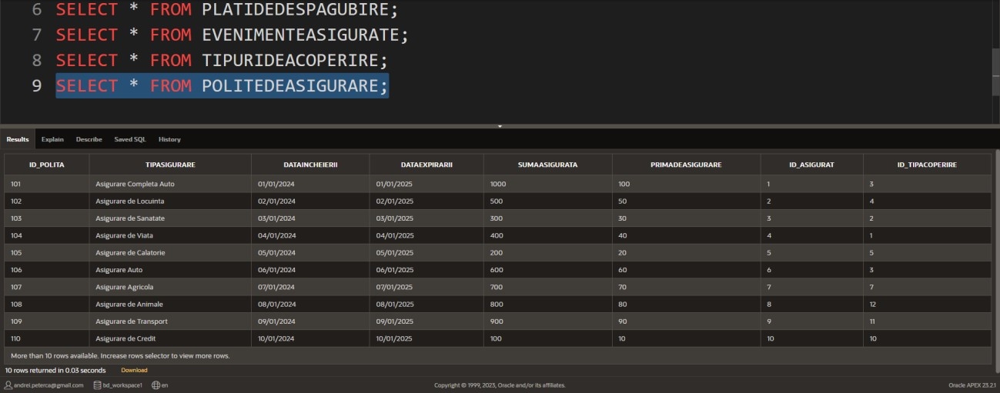 6 SELECT * FROM PLATIDEDESPAGUBIRE;
7 SELECT * FROM EVENIMENTEASIGURATE;
8 SELECT * FROM TIPURIDEACOPERIRE;
9 SELECT * FROM POLITEDEASIGURARE;
Results Explain Describe Saved SQL History
ID_POLITA TIPASIGURARE DATAINCHEIERII DATAEXPIRARII SUMAASIGURATA PRIMADEASIGURARE ID_ASIGURAT ID_TIPACOPERIRE
101 Asigurare Completa Auto 01/01/2024 01/01/2025 1000 100 1 3
102 Asigurare de Locuinta 02/01/2024 02/01/2025 500 50 2 4
103 Asigurare de Sanatate 03/01/2024 03/01/2025 300 30 3 2
104 Asigurare de Viata 04/01/2024 04/01/2025 400 40 4 1
105 Asigurare de Calatorie 05/01/2024 05/01/2025 200 20 5 5
106 Asigurare Auto 06/01/2024 06/01/2025 600 60 6 3
107 Asigurare Agricola 07/01/2024 07/01/2025 700 70 7 7
108 Asigurare de Animale 08/01/2024 08/01/2025 800 80 8 12
109 Asigurare de Transport 09/01/2024 09/01/2025 900 90 9 11
110 Asigurare de Credit 10/01/2024 10/01/2025 100 10 10 10
More than 10 rows available. Increase rows selector to view more rows.
10 rows returned in 0.03 seconds Download
andrei.peterca@gmail.com bd_workspace1 en Copyright © 1999, 2023, Oracle and/or its affiliates. Oracle APEX 23.2.1